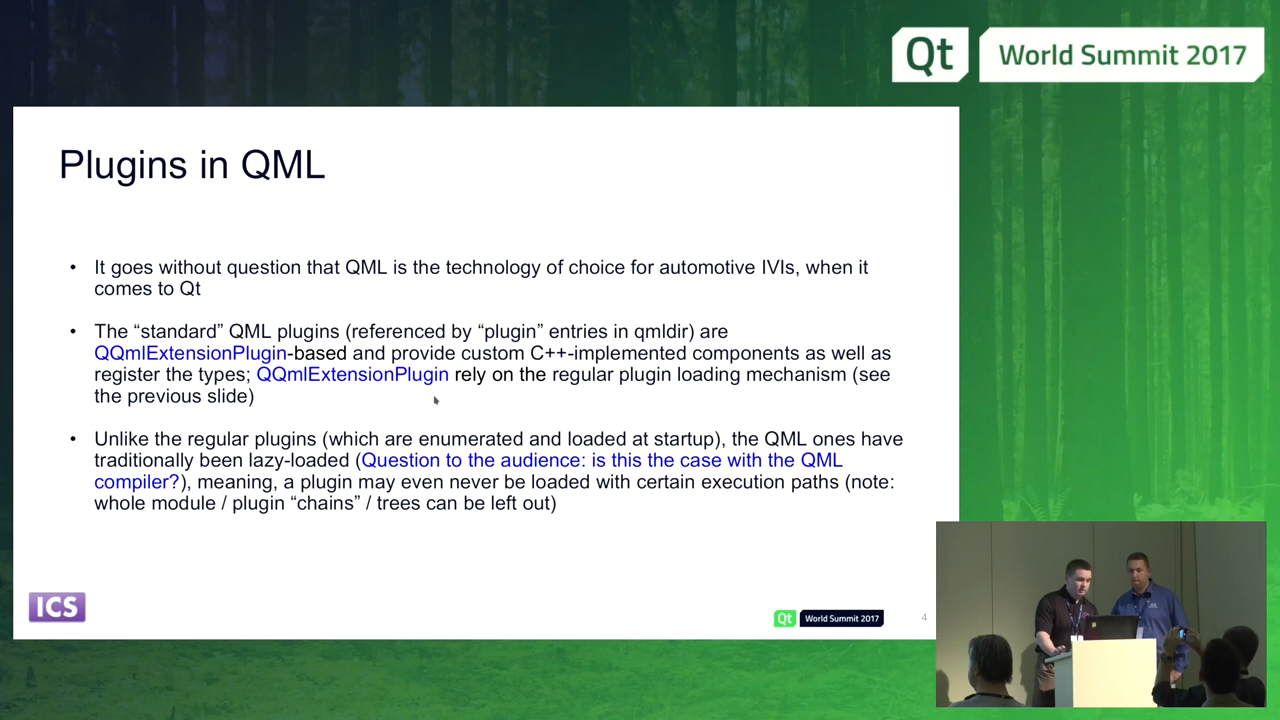 Qt World Summit 2017
Plugins in QML
• It goes without question that QML is the technology of choice for automotive IVIs, when it
comes to Qt
• The “standard” QML plugins (referenced by “plugin” entries in qmldir) are
QQmlExtensionPlugin-based and provide custom C++-implemented components as well as
register the types; QQmlExtensionPlugin rely on the regular plugin loading mechanism (see
the previous slide)
• Unlike the regular plugins (which are enumerated and loaded at startup), the QML ones have
traditionally been lazy-loaded (Question to the audience: is this the case with the QML
compiler?), meaning, a plugin may even never be loaded with certain execution paths (note:
whole module / plugin “chains” / trees can be left out)
ICS
Qt World Summit 2017
4